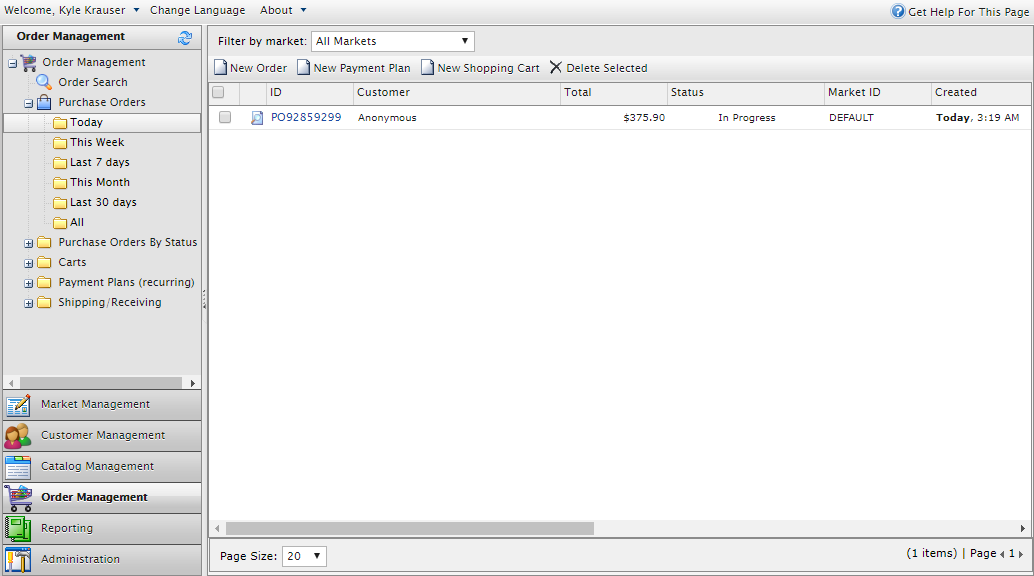 Welcome, Kyle Krauser Change Language About Get Help For This Page
Order Management
Order Management
Order Search
Purchase Orders
Today
This Week
Last 7 days
This Month
Last 30 days
All
Purchase Orders By Status
Carts
Payment Plans (recurring)
Shipping/Receiving
Market Management
Customer Management
Catalog Management
Order Management
Reporting
Administration
Filter by market: All Markets
New Order New Payment Plan New Shopping Cart Delete Selected
ID Customer Total Status Market ID Created
PO92859299 Anonymous $375.90 In Progress DEFAULT Today, 3:19 AM
Page Size: 20 (1 items) | Page 1